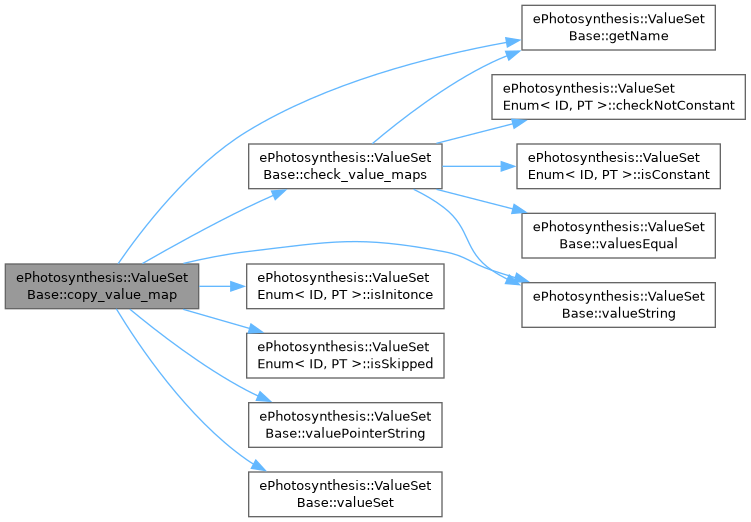 ePhotosynthesis::ValueSet
Base::copy_value_map
ePhotosynthesis::ValueSet
Base::check_value_maps
ePhotosynthesis::ValueSet
Enum< ID, PT >::isInitonce
ePhotosynthesis::ValueSet
Enum< ID, PT >::isSkipped
ePhotosynthesis::ValueSet
Base::valuePointerString
ePhotosynthesis::ValueSet
Base::valueSet
ePhotosynthesis::ValueSet
Base::getName
ePhotosynthesis::ValueSet
Enum< ID, PT >::checkNotConstant
ePhotosynthesis::ValueSet
Enum< ID, PT >::isConstant
ePhotosynthesis::ValueSet
Base::valuesEqual
ePhotosynthesis::ValueSet
Base::valueString